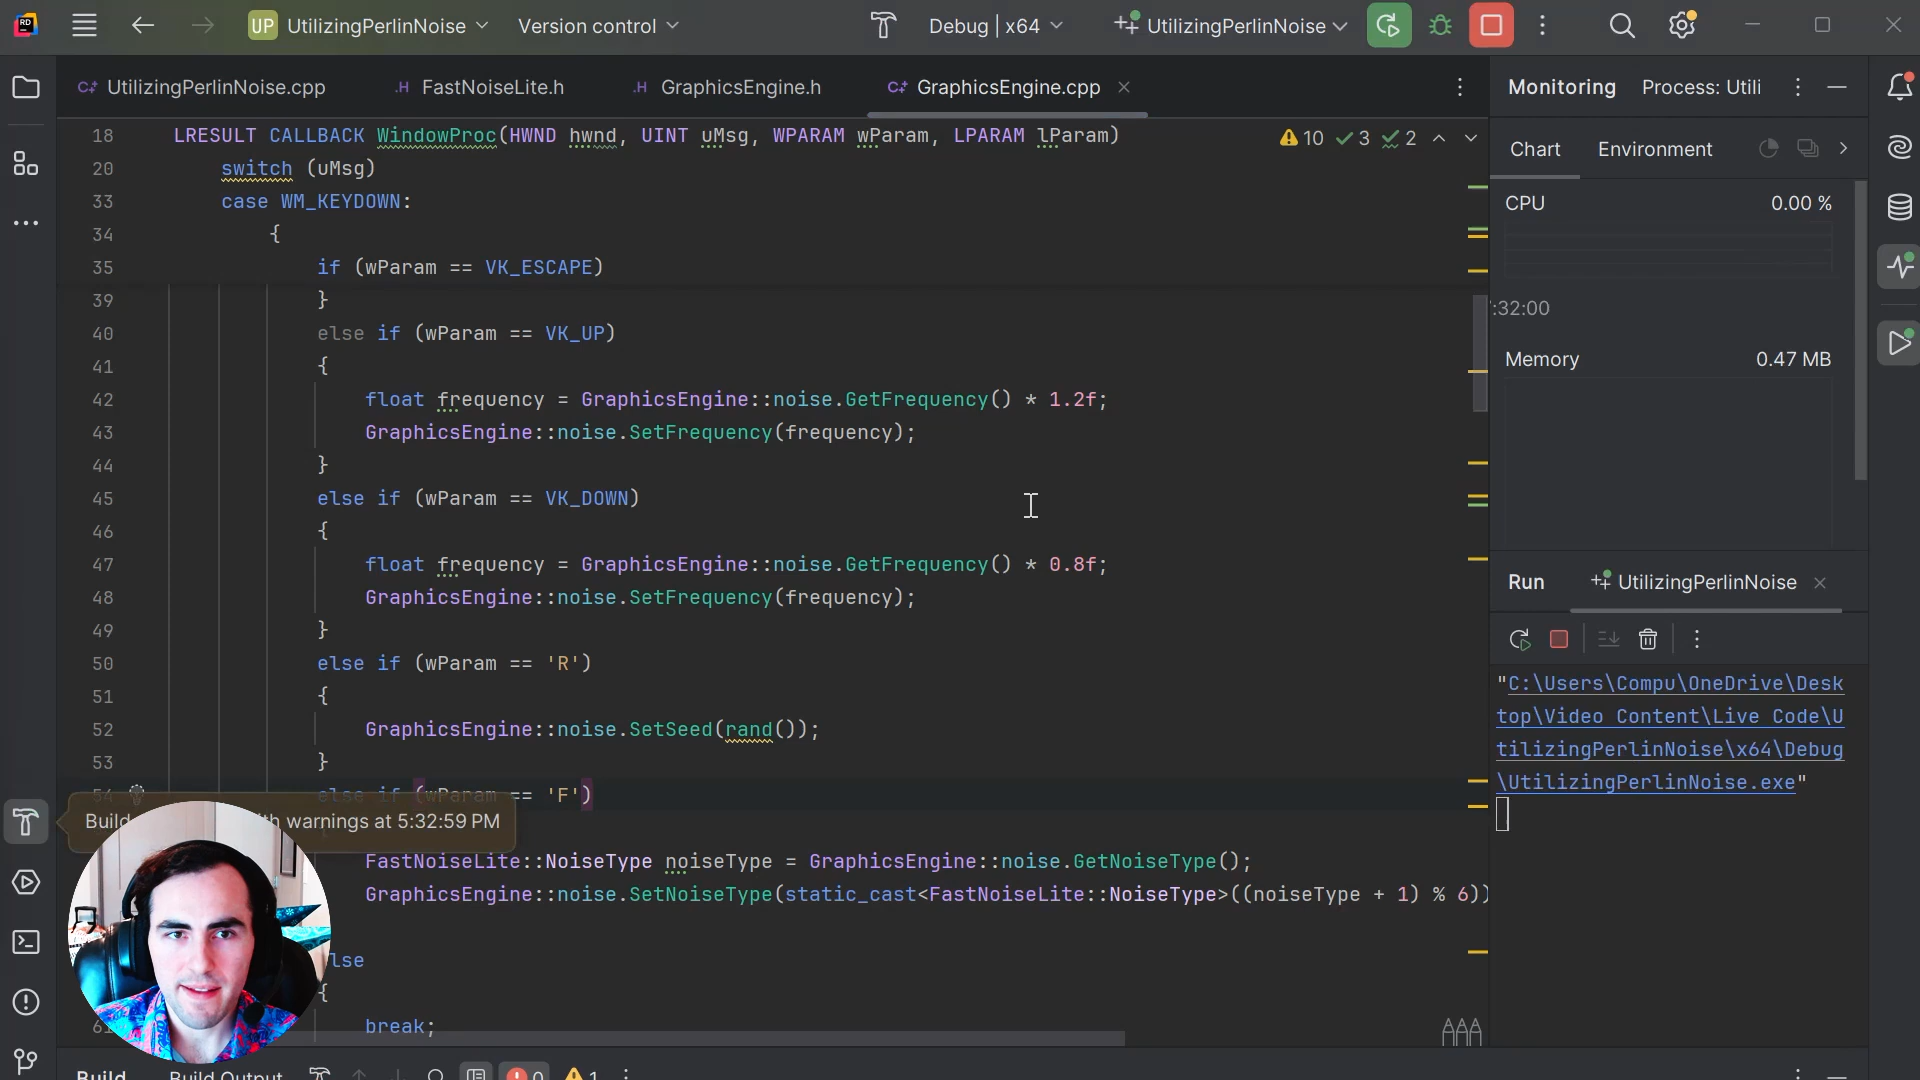 UP UtilizingPerlinNoise Version control Debug | x64 UtilizingPerlinNoise
UtilizingPerlinNoise.cpp .H FastNoiseLite.h .H GraphicsEngine.h GraphicsEngine.cpp
18 LRESULT CALLBACK WindowProc(HWND hwnd, UINT uMsg, WPARAM wParam, LPARAM lParam) 10 3 2
20 switch (uMsg)
33 case WM_KEYDOWN:
34 {
35 if (wParam == VK_ESCAPE)
39 }
40 else if (wParam == VK_UP)
41 {
42 float frequency = GraphicsEngine::noise.GetFrequency() * 1.2f;
43 GraphicsEngine::noise.SetFrequency(frequency);
44 }
45 else if (wParam == VK_DOWN)
46 {
47 float frequency = GraphicsEngine::noise.GetFrequency() * 0.8f;
48 GraphicsEngine::noise.SetFrequency(frequency);
49 }
50 else if (wParam == 'R')
51 {
52 GraphicsEngine::noise.SetSeed(rand());
53 }
54 else if (wParam == 'F')
Build warnings at 5:32:59 PM
FastNoiseLite::NoiseType noiseType = GraphicsEngine::noise.GetNoiseType();
GraphicsEngine::noise.SetNoiseType(static_cast<FastNoiseLite::NoiseType>((noiseType + 1) % 6))
lse
{
break;
Build Build Output 0 1
Monitoring Process: Utili
Chart Environment
CPU 0.00 %
:32:00
Memory 0.47 MB
Run UtilizingPerlinNoise
"C:\Users\Compu\OneDrive\Desk
top\Video Content\Live Code\U
tilizingPerlinNoise\x64\Debug
\UtilizingPerlinNoise.exe"